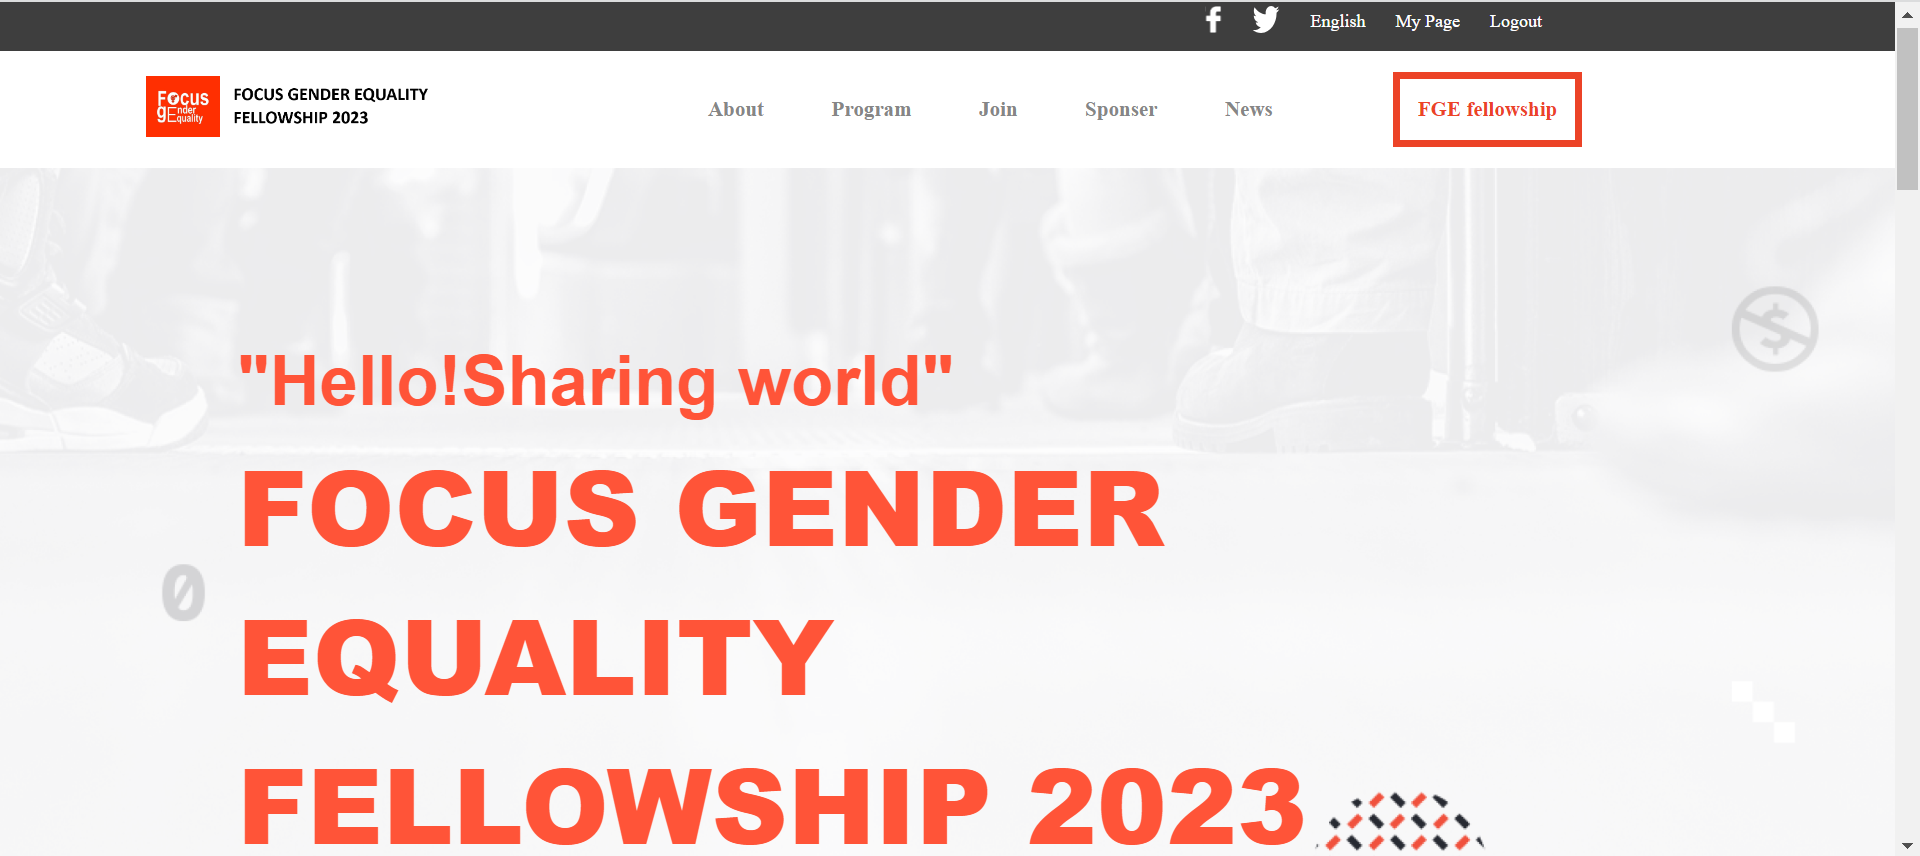 English My Page Logout
Focus
gEnder
Equality
FOCUS GENDER EQUALITY
FELLOWSHIP 2023
About Program Join Sponser News FGE fellowship
"Hello!Sharing world"
FOCUS GENDER
EQUALITY
FELLOWSHIP 2023
0